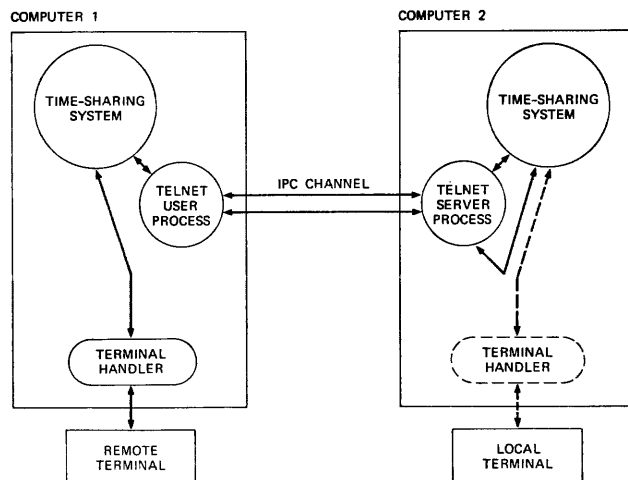 COMPUTER 1
COMPUTER 2
TIME-SHARING
SYSTEM
TIME-SHARING
SYSTEM
TELNET
USER
PROCESS
IPC CHANNEL
TELNET
SERVER
PROCESS
TERMINAL
HANDLER
TERMINAL
HANDLER
REMOTE
TERMINAL
LOCAL
TERMINAL